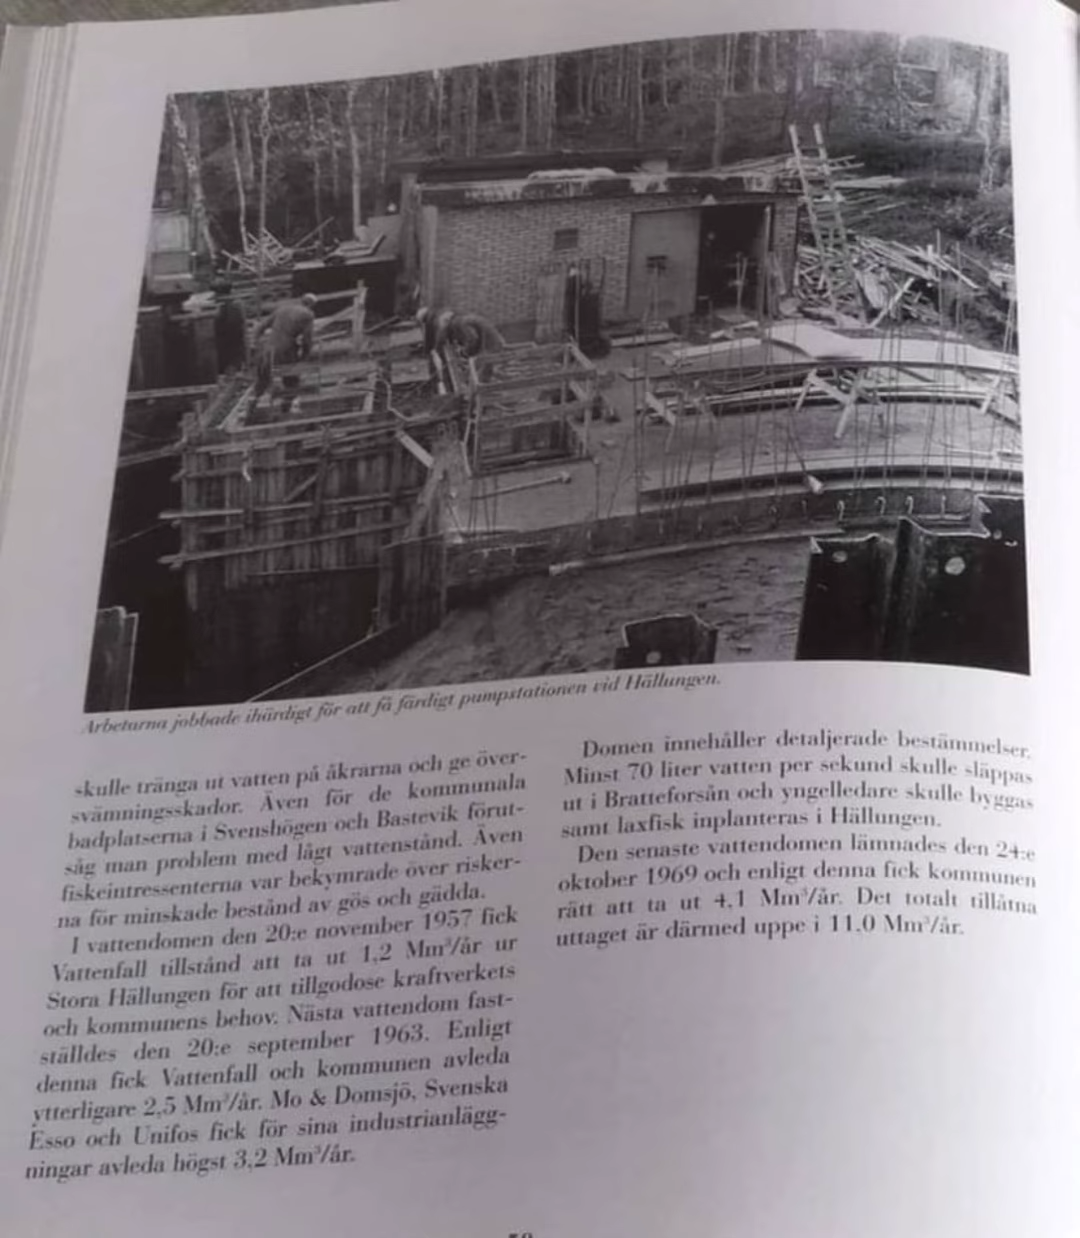 Arbetarna jobbade ihärdigt för att få färdigt pumpstationen vid Hällungen.
skulle tränga ut vatten på åkrarna och ge över-
svämningsskador. Även för de kommunala
badplatserna i Svenshögen och Bastevik förut-
såg man problem med lågt vattenstånd. Även
fiskeintressenterna var bekymrade över risker-
na för minskade bestånd av gös och gädda.
I vattendomen den 20:e november 1957 fick
Vattenfall tillstånd att ta ut 1,2 Mm³/år ur
Stora Hällungen för att tillgodose kraftverkets
och kommunens behov. Nästa vattendom fast-
ställdes den 20:e september 1963. Enligt
denna fick Vattenfall och kommunen avleda
ytterligare 2,5 Mm³/år. Mo & Domsjö, Svenska
Esso och Unifos fick för sina industrianlägg-
ningar avleda högst 3,2 Mm³/år.
Domen innehåller detaljerade bestämmelser.
Minst 70 liter vatten per sekund skulle släppas
ut i Bratteforsån och yngelledare skulle byggas
samt laxfisk inplanteras i Hällungen.
Den senaste vattendomen lämnades den 24:e
oktober 1969 och enligt denna fick kommunen
rätt att ta ut 4,1 Mm³/år. Det totalt tillåtna
uttaget är därmed uppe i 11,0 Mm³/år.